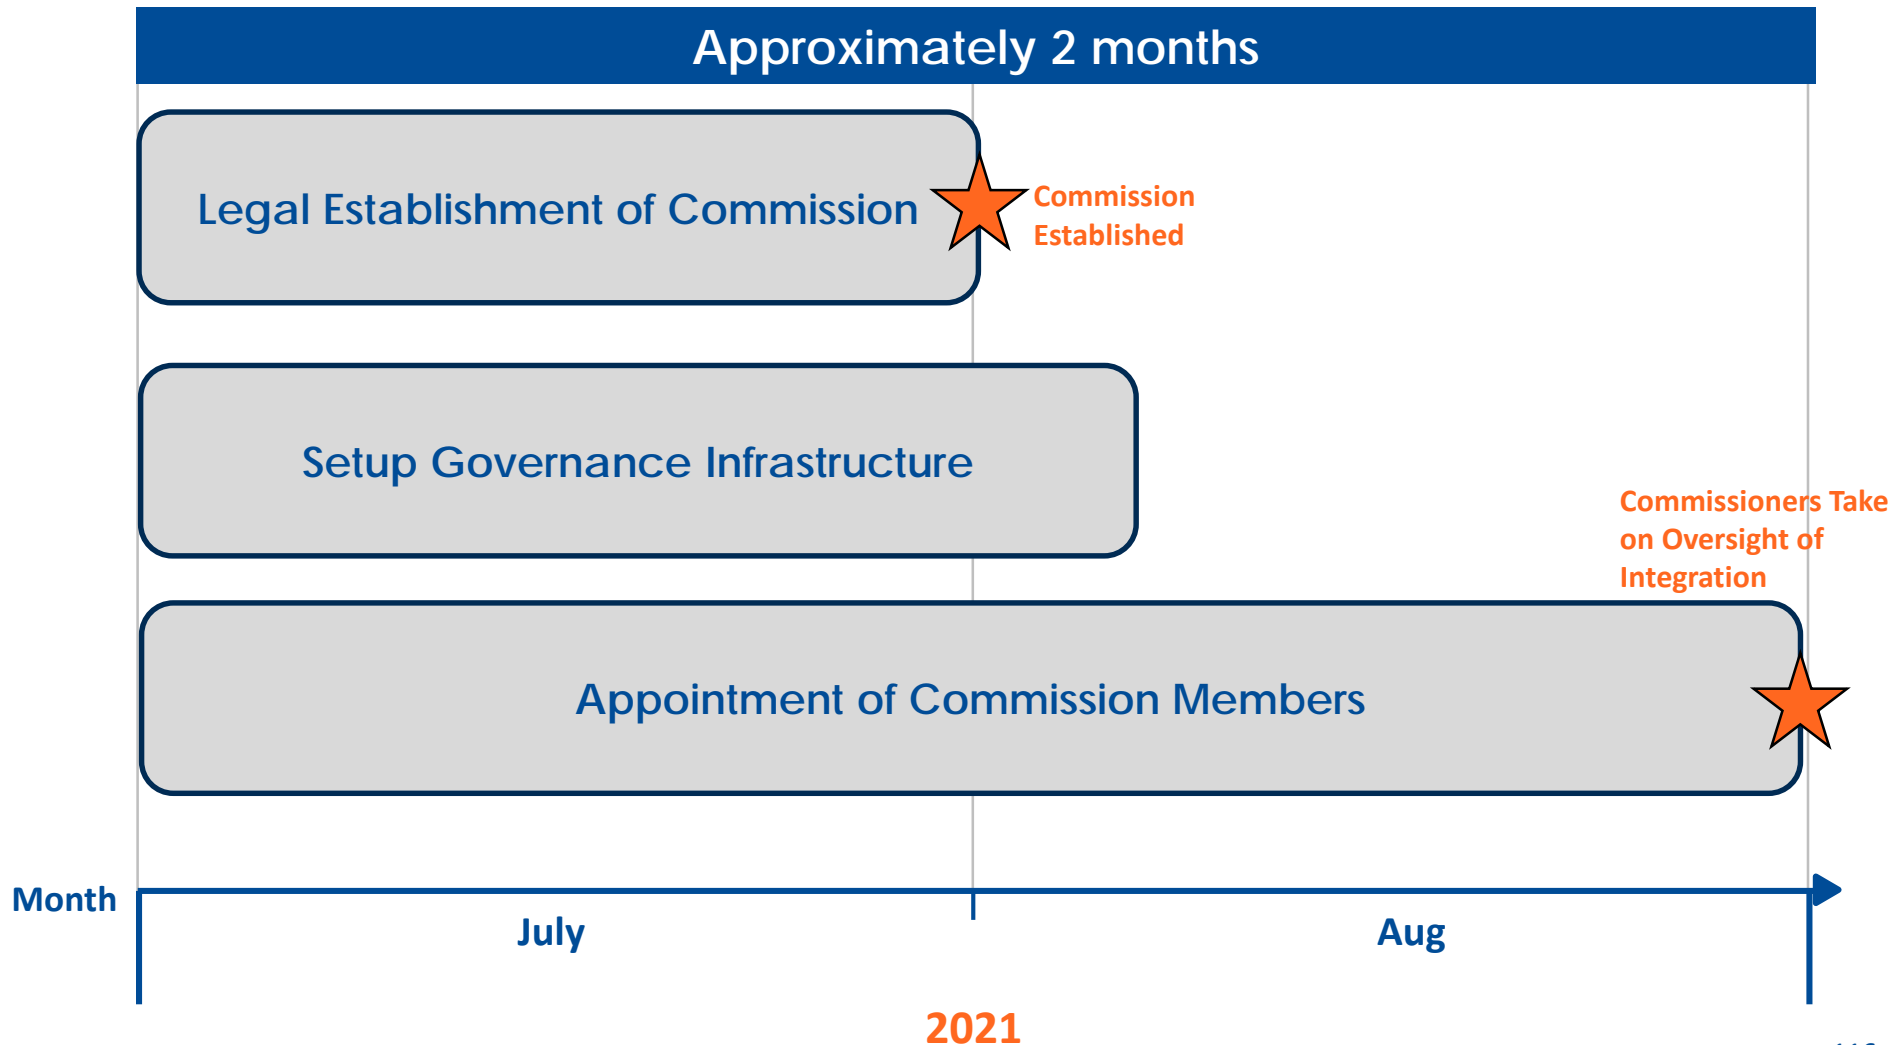 Approximately 2 months
Legal Establishment of Commission
Commission
Established
Setup Governance Infrastructure
Commissioners Take
on Oversight of
Integration
Appointment of Commission Members
Month
July
Aug
2021